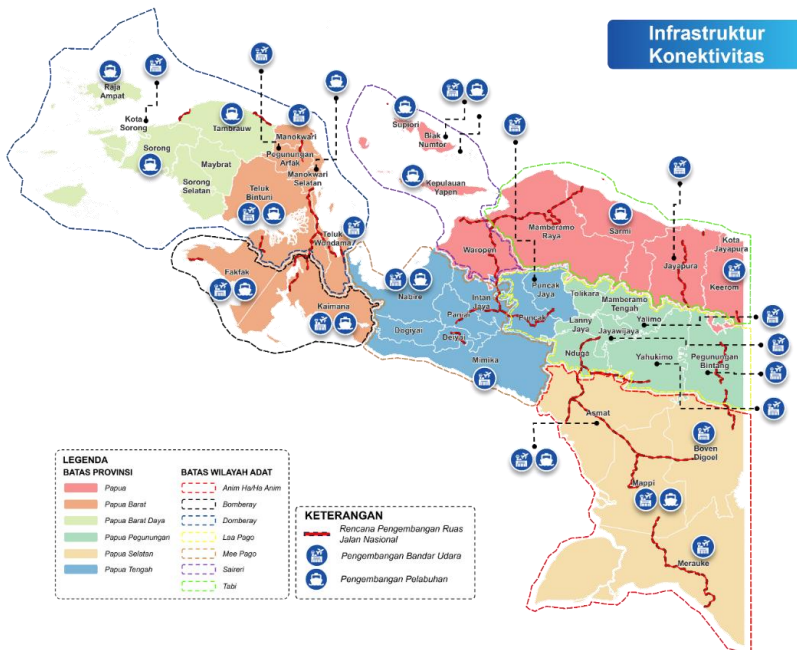 Infrastruktur
Konektivitas
Raja
Ampat
Kota
Sorong
Tambrauw
Manokwari
Sorong
Maybrat
Pegunungan
Arfak
Manokwari
Selatan
Sorong
Selatan
Teluk
Bintuni
Teluk
Wondama
Fakfak
Kaimana
Supiori
Biak
Numfor
Kepulauan
Yapen
Waropen
Mamberamo
Raya
Sarmi
Jayapura
Kota
Jayapura
Keerom
Nabire
Intan
Jaya
Paniai
Dogiyai
Deiyai
Mimisa
Puncak
Jaya
Puncak
Tolikara
Mamberamo
Tengah
Lanny
Jaya
Yalimo
Jayawijaya
Nduga
Yahukimo
Pegunungan
Bintang
Asmat
Boven
Digoel
Mappi
Merauke
LEGENDA
BATAS PROVINSI
Papua
Papua Barat
Papua Barat Daya
Papua Pegunungan
Papua Selatan
Papua Tengah
BATAS WILAYAH ADAT
Anim Ha/Ha Anim
Bomberay
Domberay
Laa Pago
Mee Pago
Saireri
Tabi
KETERANGAN
Rencana Pengembangan Ruas
Jalan Nasional
Pengembangan Bandar Udara
Pengembangan Pelabuhan